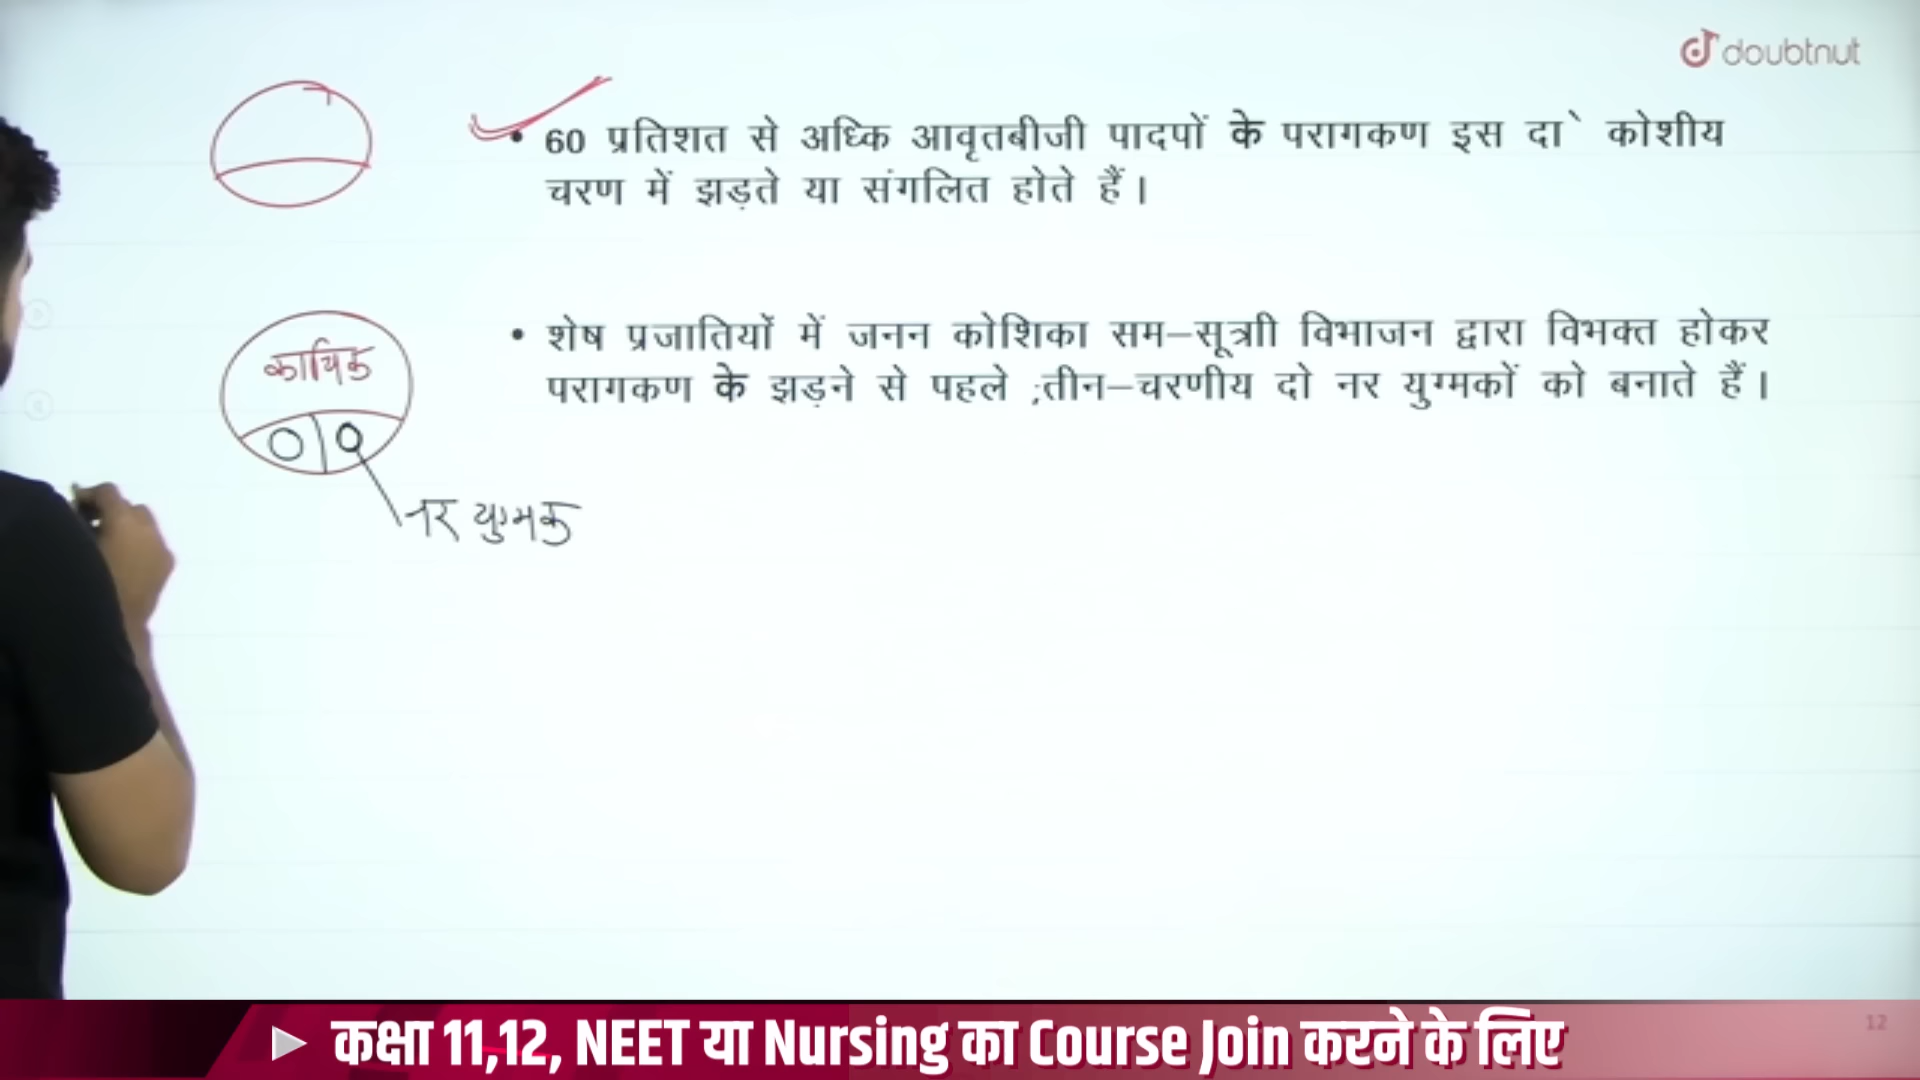 doubtnut
• 60 प्रतिशत से अध्कि आवृतबीजी पादपों के परागकण इस दा` कोशीय
चरण में झड़ते या संगलित होते हैं।
• शेष प्रजातियों में जनन कोशिका सम–सूत्राी विभाजन द्वारा विभक्त होकर
परागकण के झड़ने से पहले ;तीन–चरणीय दो नर युग्मकों को बनाते हैं।
कायिक
नर युग्मक
कक्षा 11,12, NEET या Nursing का Course Join करने के लिए
12